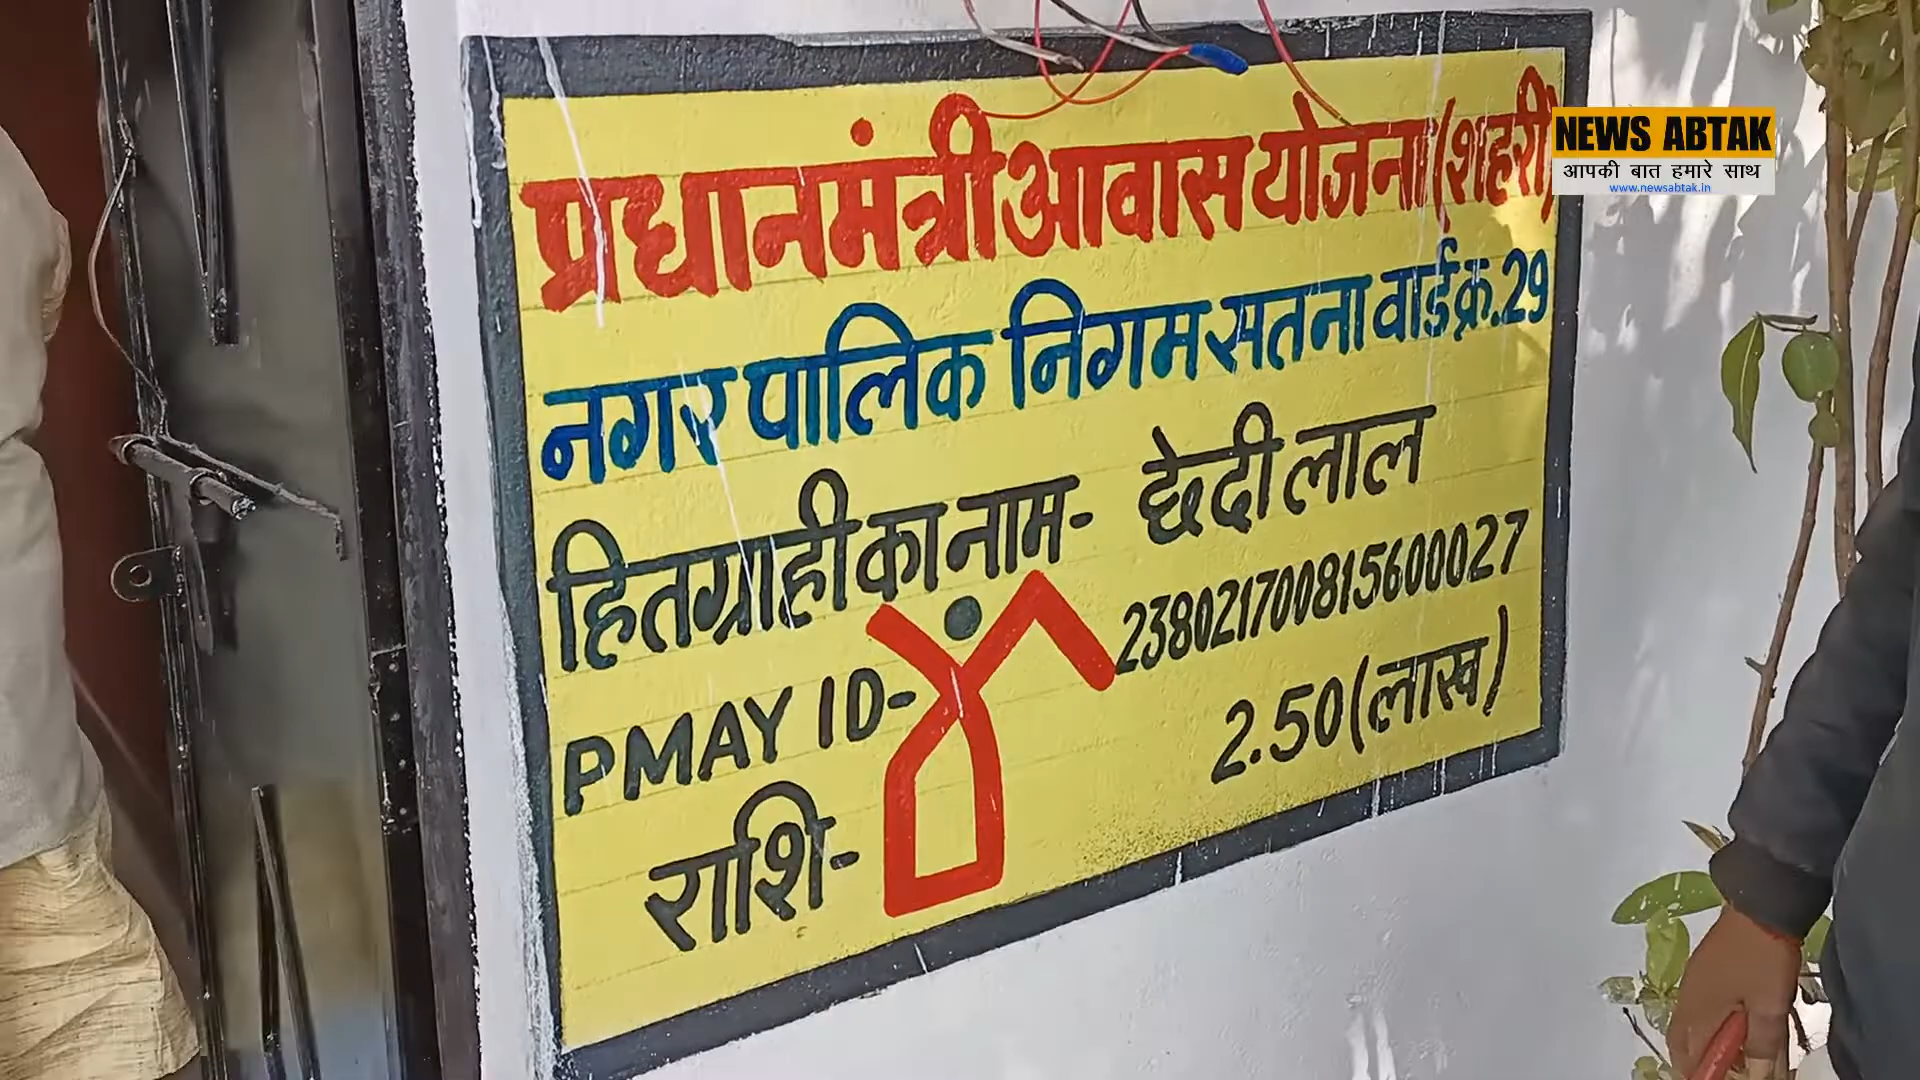 प्रधानमंत्री आवास योजना (शहरी)
नगर पालिक निगम सतना वार्ड क्र. 29
हितग्राही का नाम- छेदी लाल
PMAY ID- 238021700815600027
राशि- 2.50 (लाख)
NEWS ABTAK
आपकी बात हमारे साथ
www.newsabtak.in